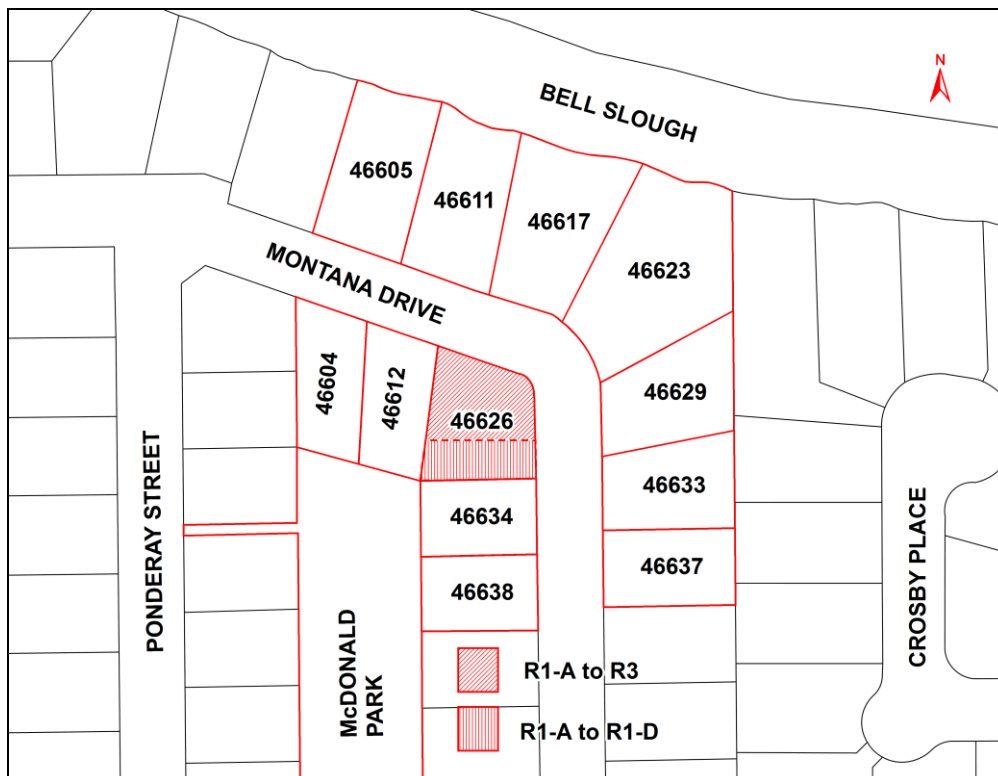 N
BELL SLOUGH
46605
46611
46617
46623
MONTANA DRIVE
46604
46612
46626
46629
46633
46634
46637
46638
PONDERAY STREET
McDONALD
PARK
CROSBY PLACE
R1-A to R3
R1-A to R1-D